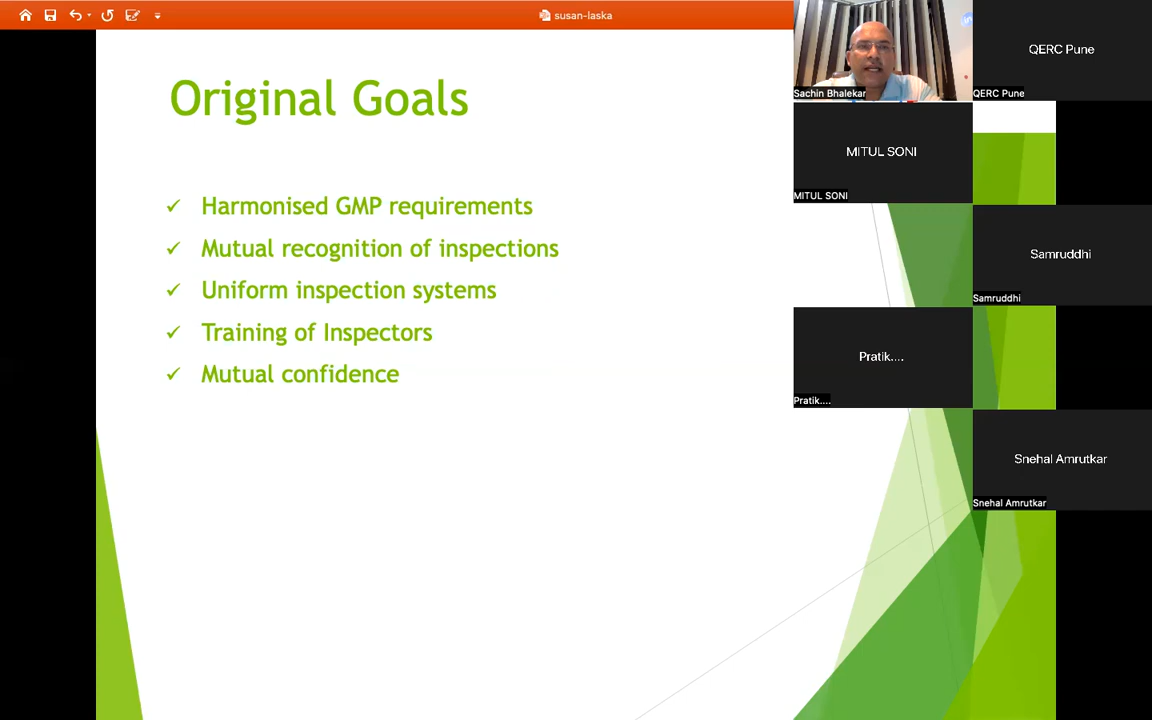 susan-laska
Original Goals
✓ Harmonised GMP requirements
✓ Mutual recognition of inspections
✓ Uniform inspection systems
✓ Training of Inspectors
✓ Mutual confidence
Sachin Bhalekar
QERC Pune
QERC Pune
MITUL SONI
MITUL SONI
Samruddhi
Samruddhi
Pratik....
Pratik....
Snehal Amrutkar
Snehal Amrutkar